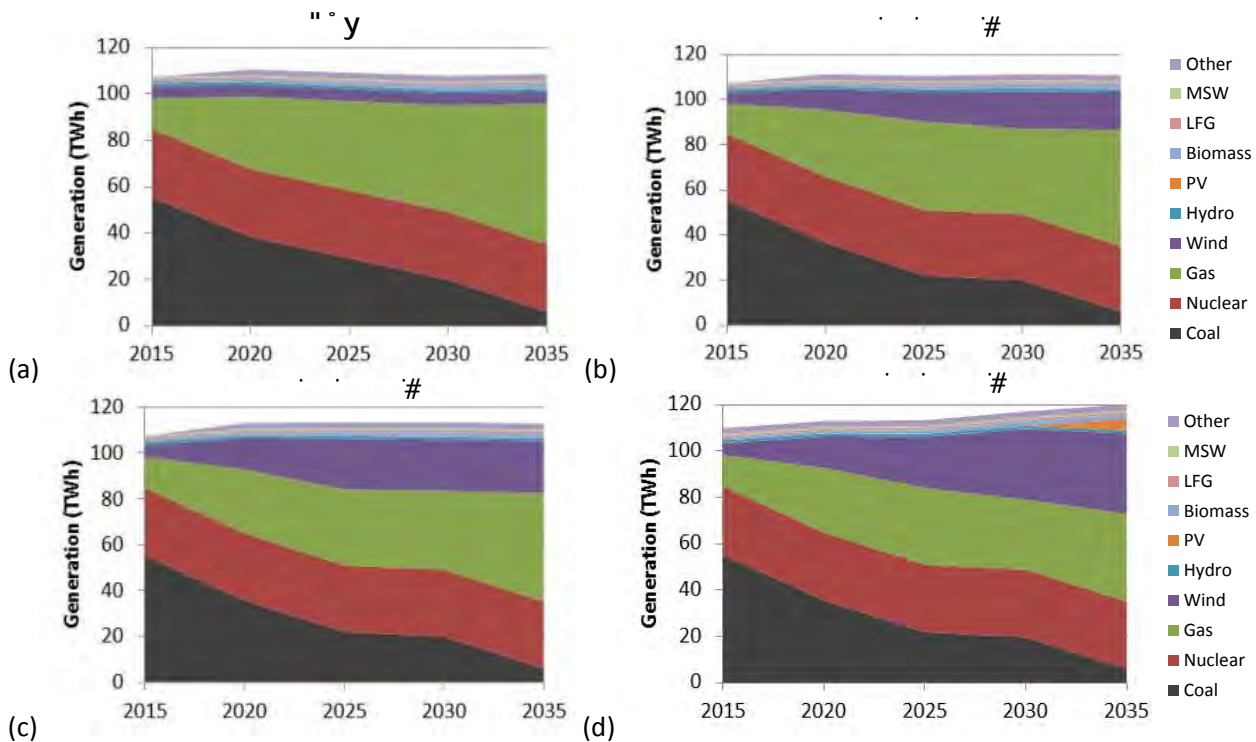 " ° y
#
120
100
80
60
40
20
0
Generation (TWh)
2015 2020 2025 2030 2035
(a)
120
100
80
60
40
20
0
Generation (TWh)
2015 2020 2025 2030 2035
(b)
Other
MSW
LFG
Biomass
PV
Hydro
Wind
Gas
Nuclear
Coal
#
120
100
80
60
40
20
0
Generation (TWh)
2015 2020 2025 2030 2035
(c)
#
120
100
80
60
40
20
0
Generation (TWh)
2015 2020 2025 2030 2035
(d)
Other
MSW
LFG
Biomass
PV
Hydro
Wind
Gas
Nuclear
Coal